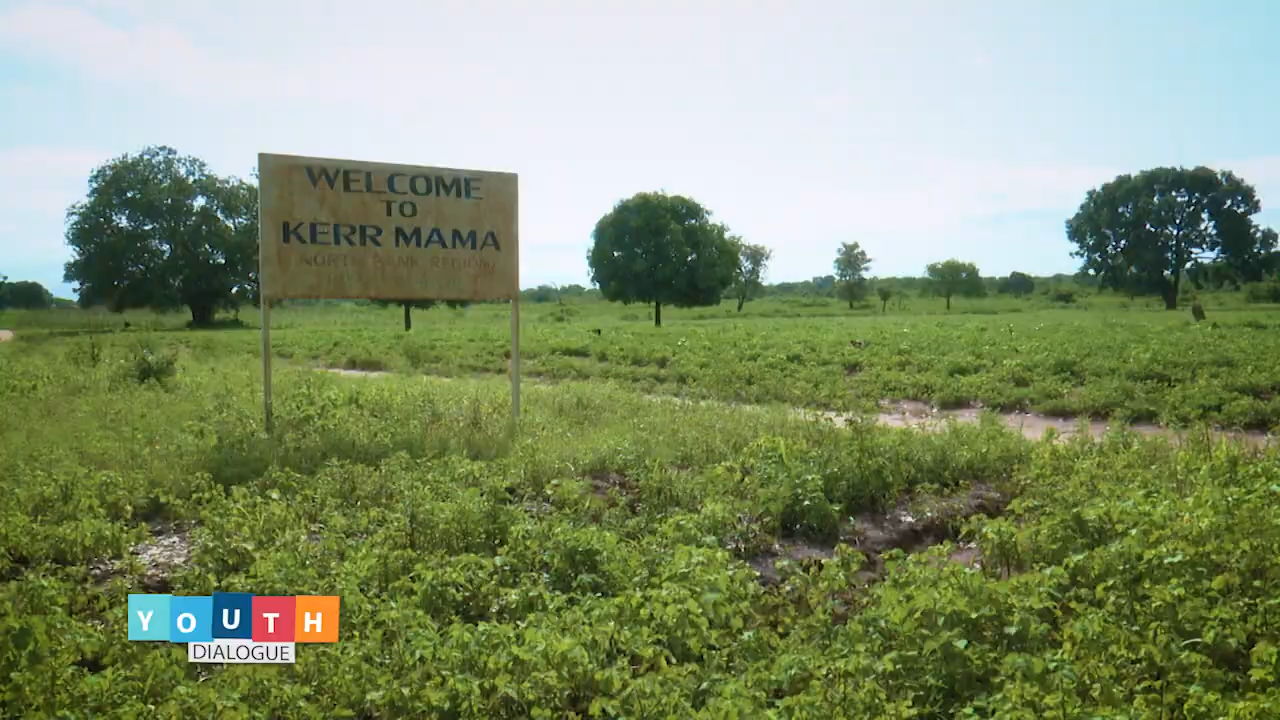 WELCOME
TO
KERR MAMA
NORTH BANK REGION
YOUTH
DIALOGUE